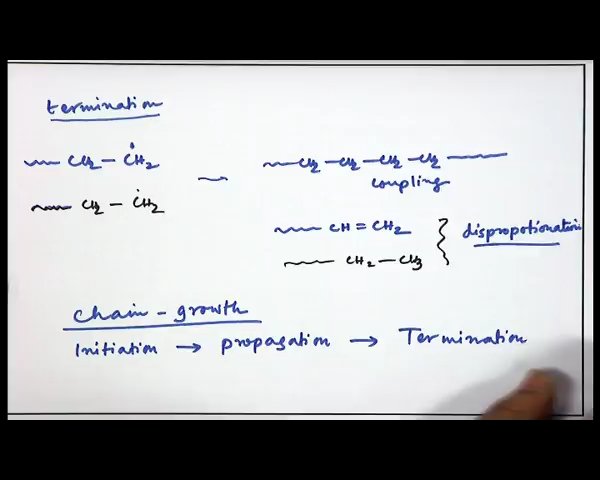 termination
CH₂ — ĊH₂
CH₂ — CH₂ — CH₂ — CH₂
coupling
CH₂ — ĊH₂
CH = CH₂
dispropotionation
CH₂ — CH₃
Chain - growth
Initiation → propagation → Termination